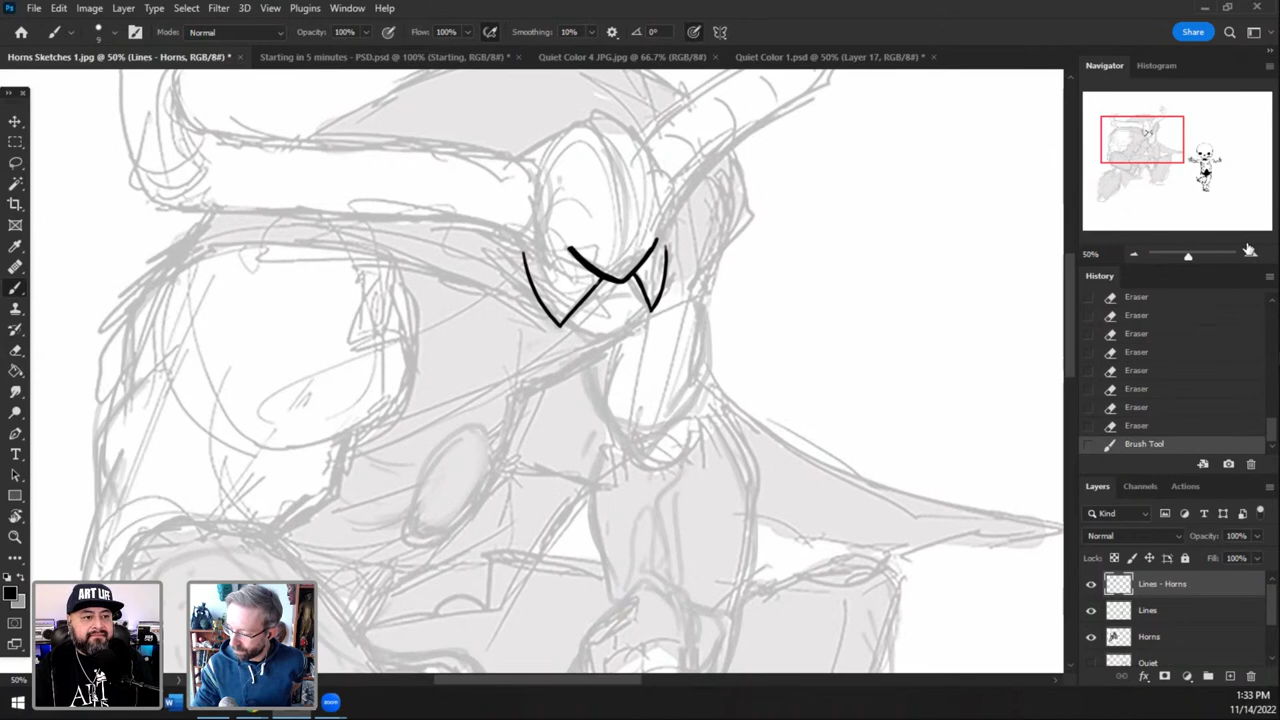 Ps File Edit Image Layer Type Select Filter 3D View Plugins Window Help
9 Mode: Normal Opacity: 100% Flow: 100% Smoothing: 10% 0° Share
Horns Sketches 1.jpg @ 50% (Lines - Horns, RGB/8#) * × Starting in 5 minutes - PSD.psd @ 100% (Starting, RGB/8#) * × Quiet Color 4 JPG.jpg @ 66.7% (RGB/8#) × Quiet Color 1.psd @ 50% (Layer 17, RGB/8#) * ×
Navigator Histogram
50%
History
Eraser
Eraser
Eraser
Eraser
Eraser
Eraser
Eraser
Eraser
Brush Tool
Layers Channels Actions
Kind
Normal Opacity: 100%
Lock: Fill: 100%
Lines - Horns
Lines
Horns
Quiet
ART LIFE
ART
50%
W zoom
1:33 PM
11/14/2022